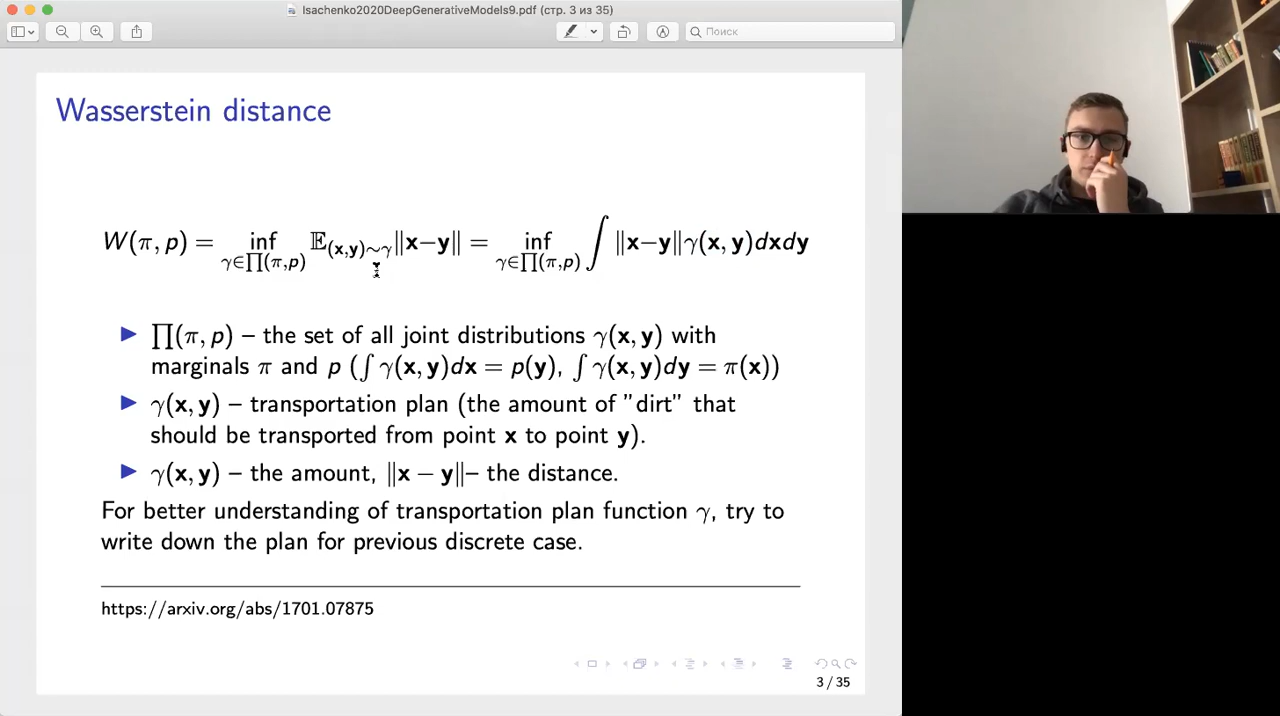 Isachenko2020DeepGenerativeModels9.pdf (стр. 3 из 35)
Поиск
Wasserstein distance
W(π, p) = inf_{γ∈∏(π,p)} 𝔼_{(x,y)∼γ}‖x−y‖ = inf_{γ∈∏(π,p)} ∫ ‖x−y‖γ(x, y)dxdy
▶ ∏(π, p) – the set of all joint distributions γ(x, y) with
marginals π and p (∫ γ(x, y)dx = p(y), ∫ γ(x, y)dy = π(x))
▶ γ(x, y) – transportation plan (the amount of "dirt" that
should be transported from point x to point y).
▶ γ(x, y) – the amount, ‖x − y‖– the distance.
For better understanding of transportation plan function γ, try to
write down the plan for previous discrete case.
https://arxiv.org/abs/1701.07875
3 / 35